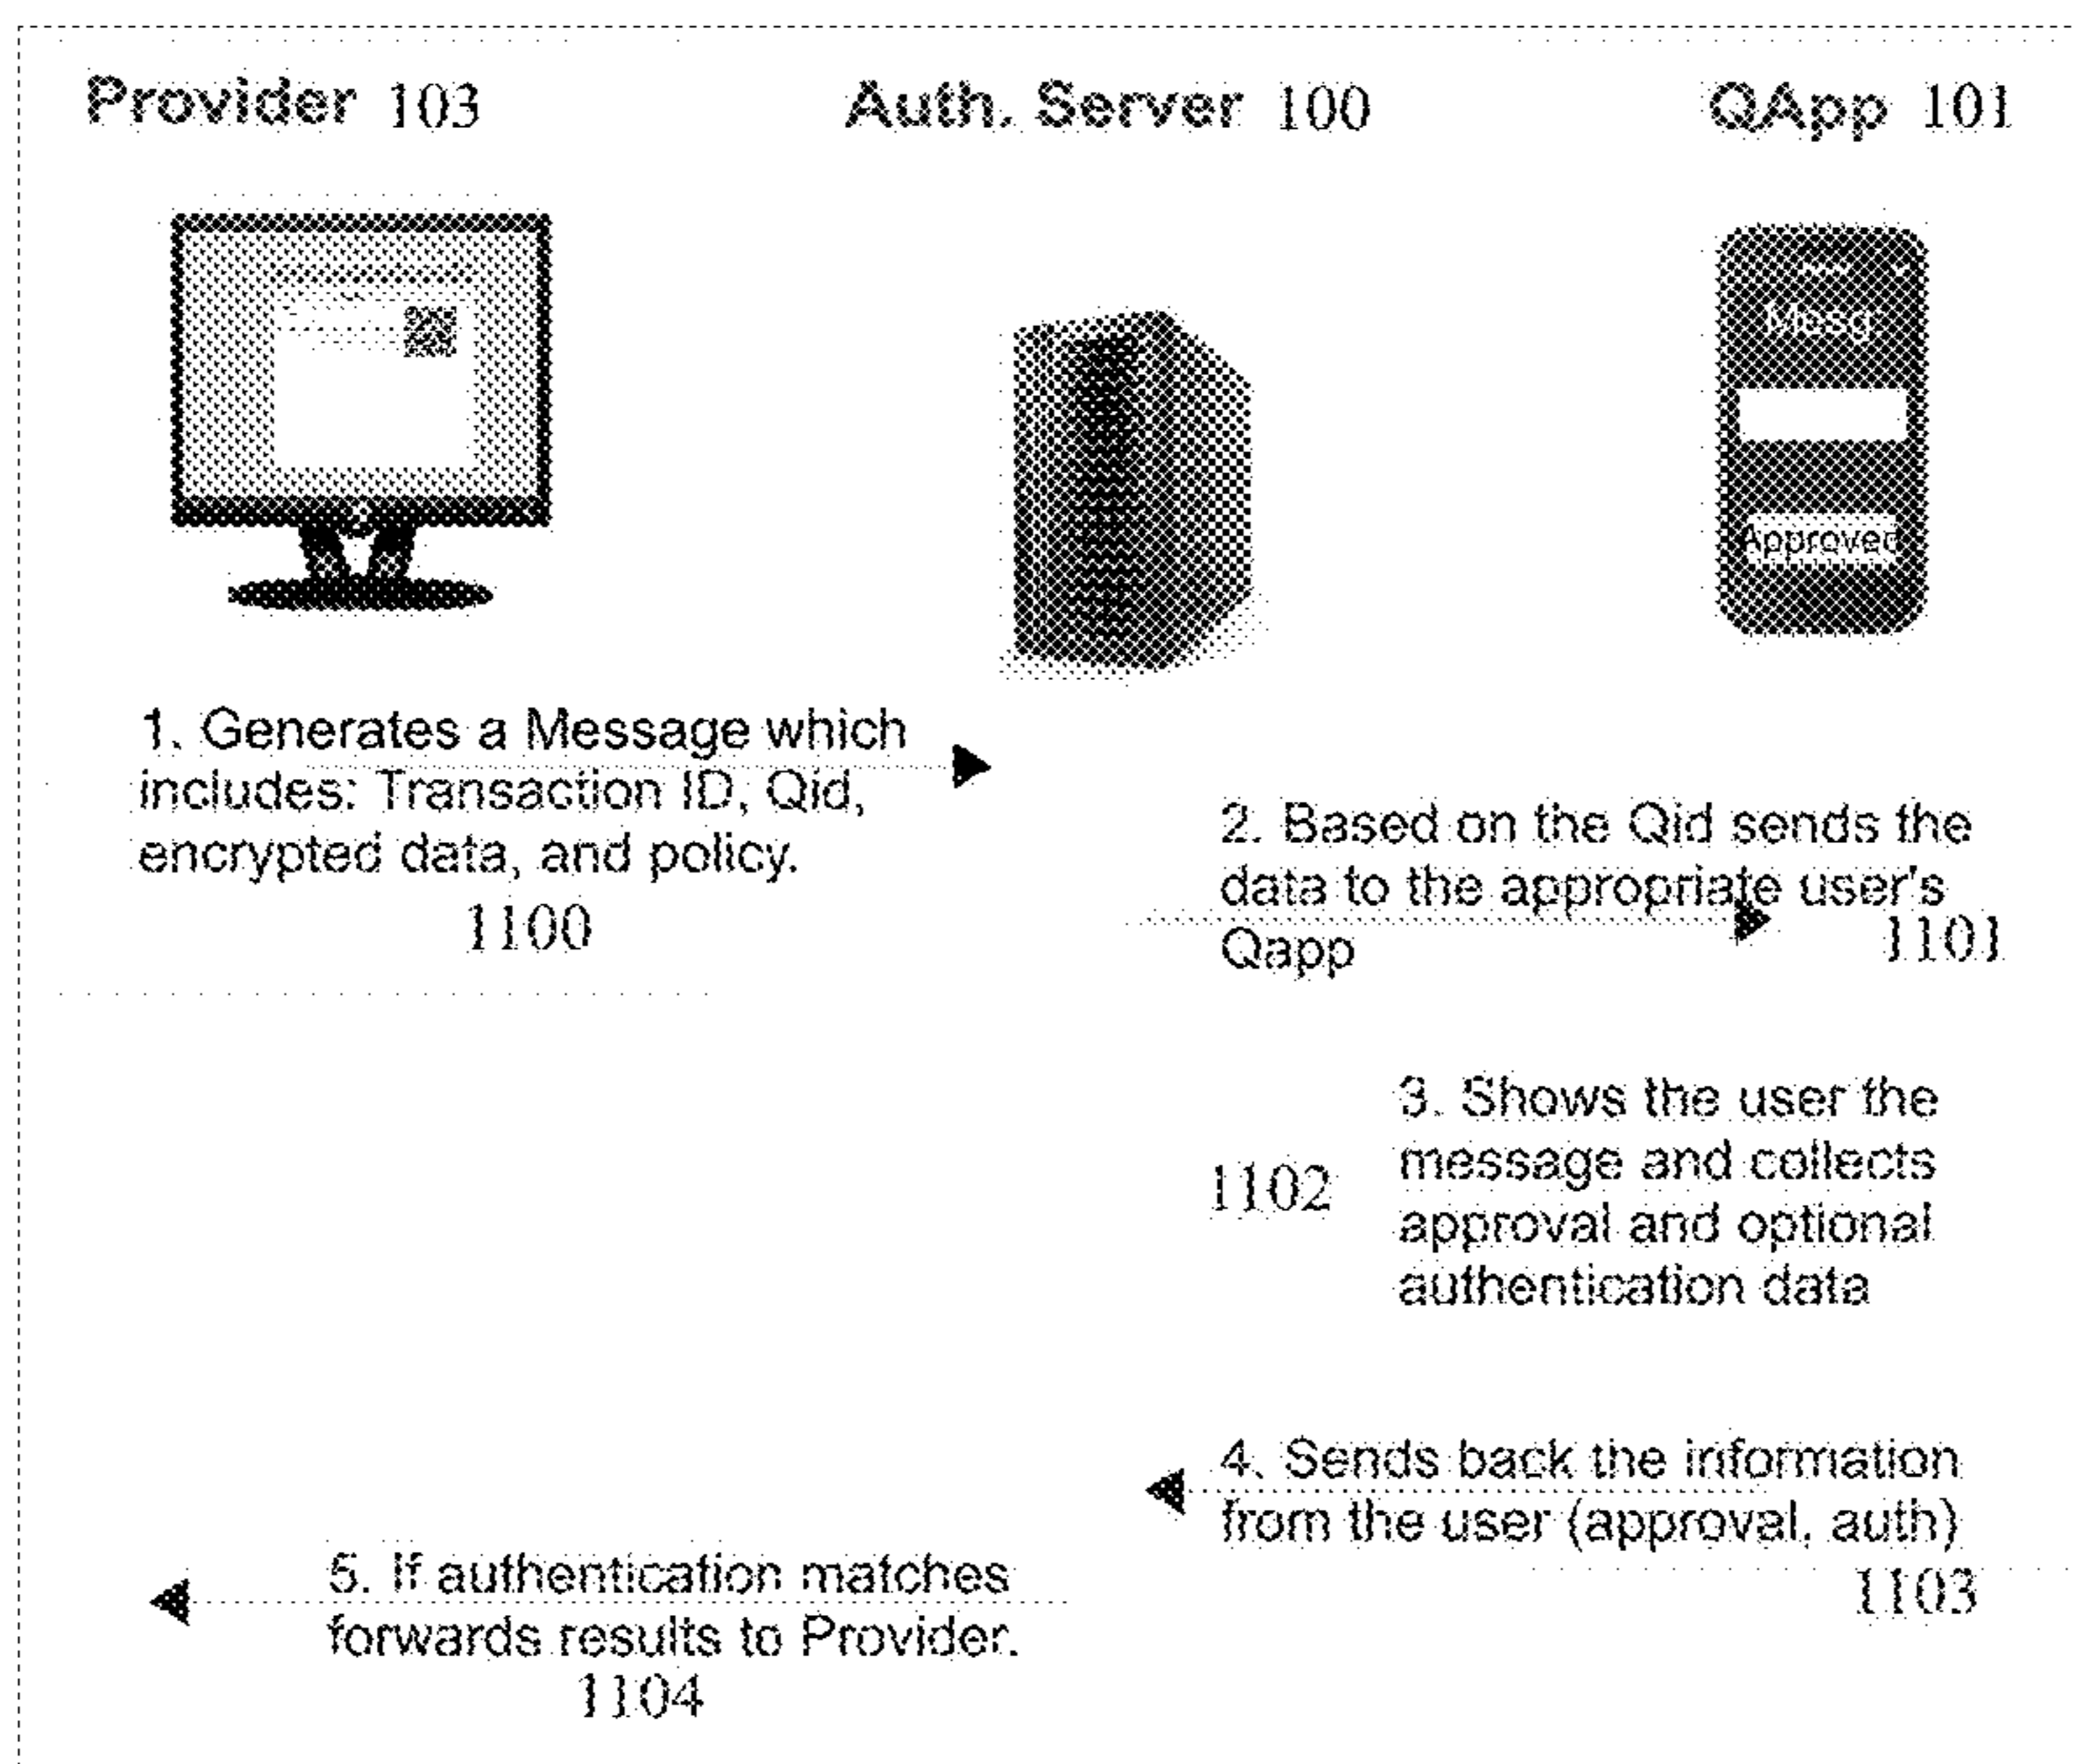 Provider 103
Auth. Server 100
QApp 101
Mesg
Approved
1. Generates a Message which
includes: Transaction ID, Qid,
encrypted data, and policy.
1100
2. Based on the Qid sends the
data to the appropriate user's
Qapp
1101
3. Shows the user the
message and collects
approval and optional
authentication data
1102
4. Sends back the information
from the user (approval, auth)
1103
5. If authentication matches
forwards results to Provider.
1104